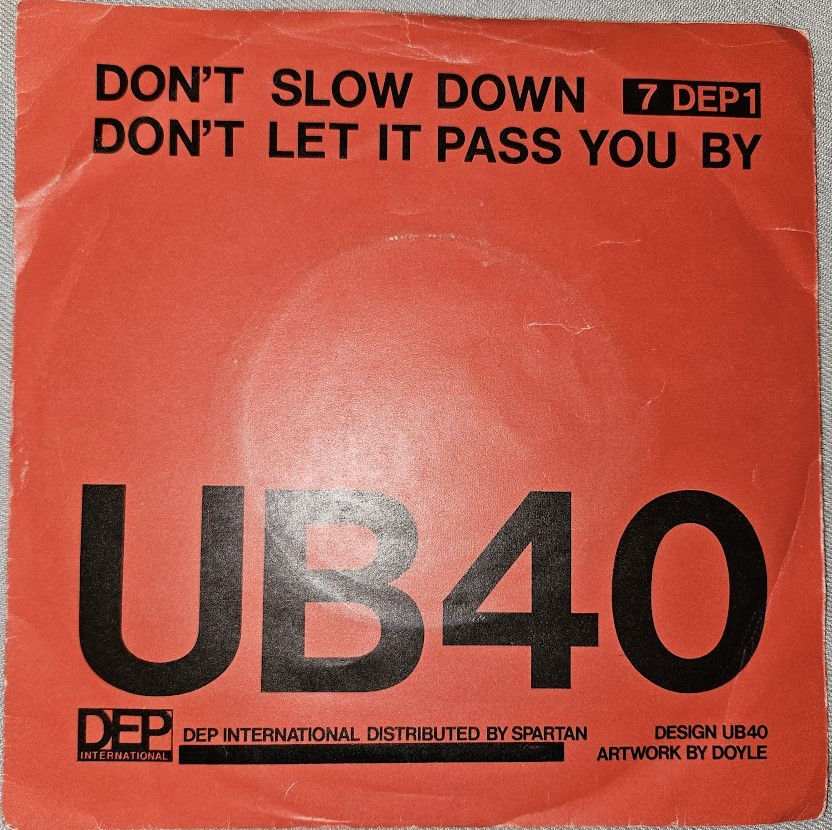 DON'T SLOW DOWN 7 DEP1
DON'T LET IT PASS YOU BY
UB40
DEP
INTERNATIONAL
DEP INTERNATIONAL DISTRIBUTED BY SPARTAN
DESIGN UB40
ARTWORK BY DOYLE